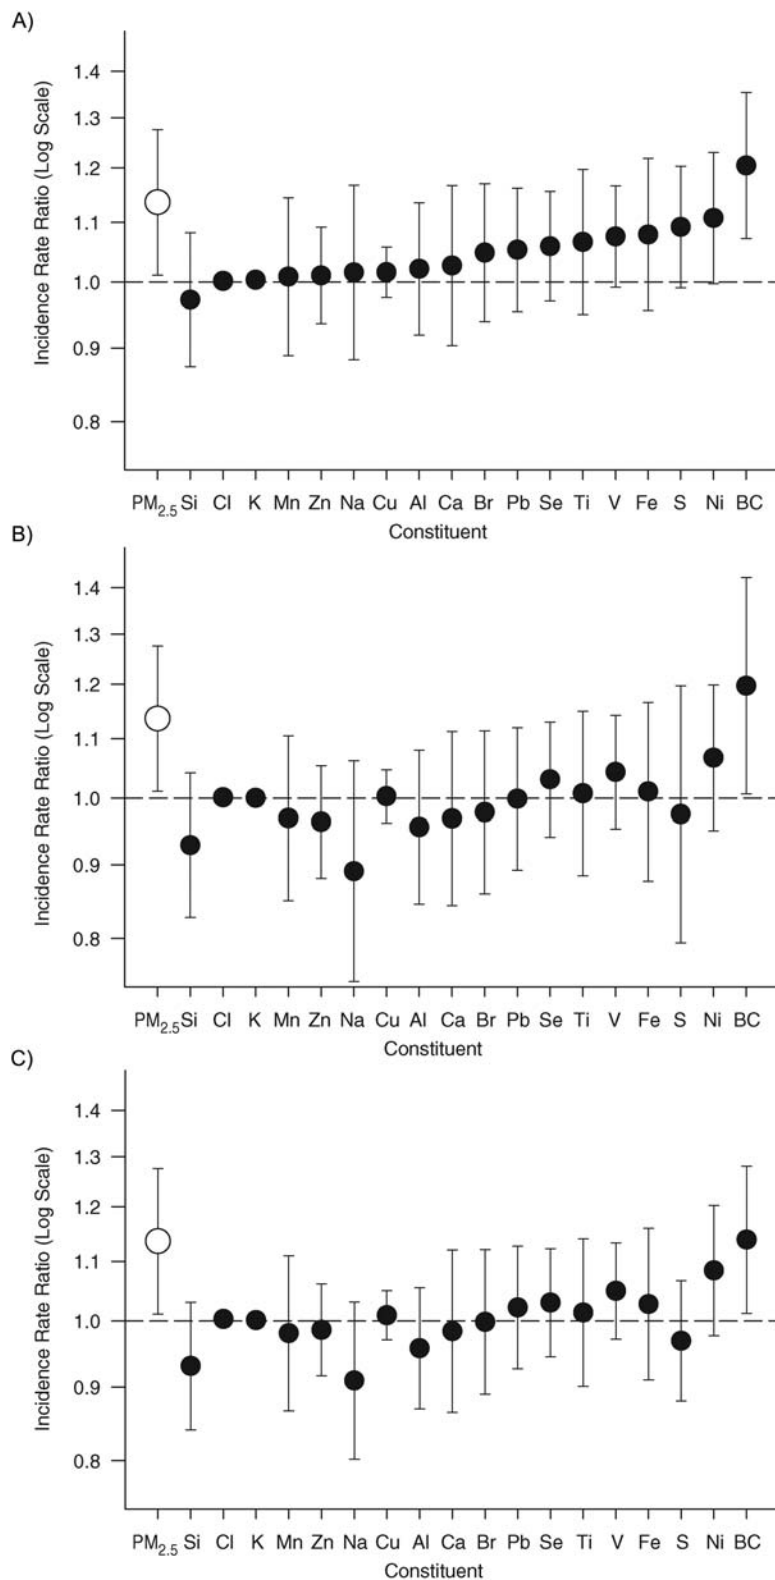 A)
Incidence Rate Ratio (Log Scale)
1.4
1.3
1.2
1.1
1.0
0.9
0.8
PM2.5 Si Cl K Mn Zn Na Cu Al Ca Br Pb Se Ti V Fe S Ni BC
Constituent
B)
Incidence Rate Ratio (Log Scale)
1.4
1.3
1.2
1.1
1.0
0.9
0.8
PM2.5 Si Cl K Mn Zn Na Cu Al Ca Br Pb Se Ti V Fe S Ni BC
Constituent
C)
Incidence Rate Ratio (Log Scale)
1.4
1.3
1.2
1.1
1.0
0.9
0.8
PM2.5 Si Cl K Mn Zn Na Cu Al Ca Br Pb Se Ti V Fe S Ni BC
Constituent